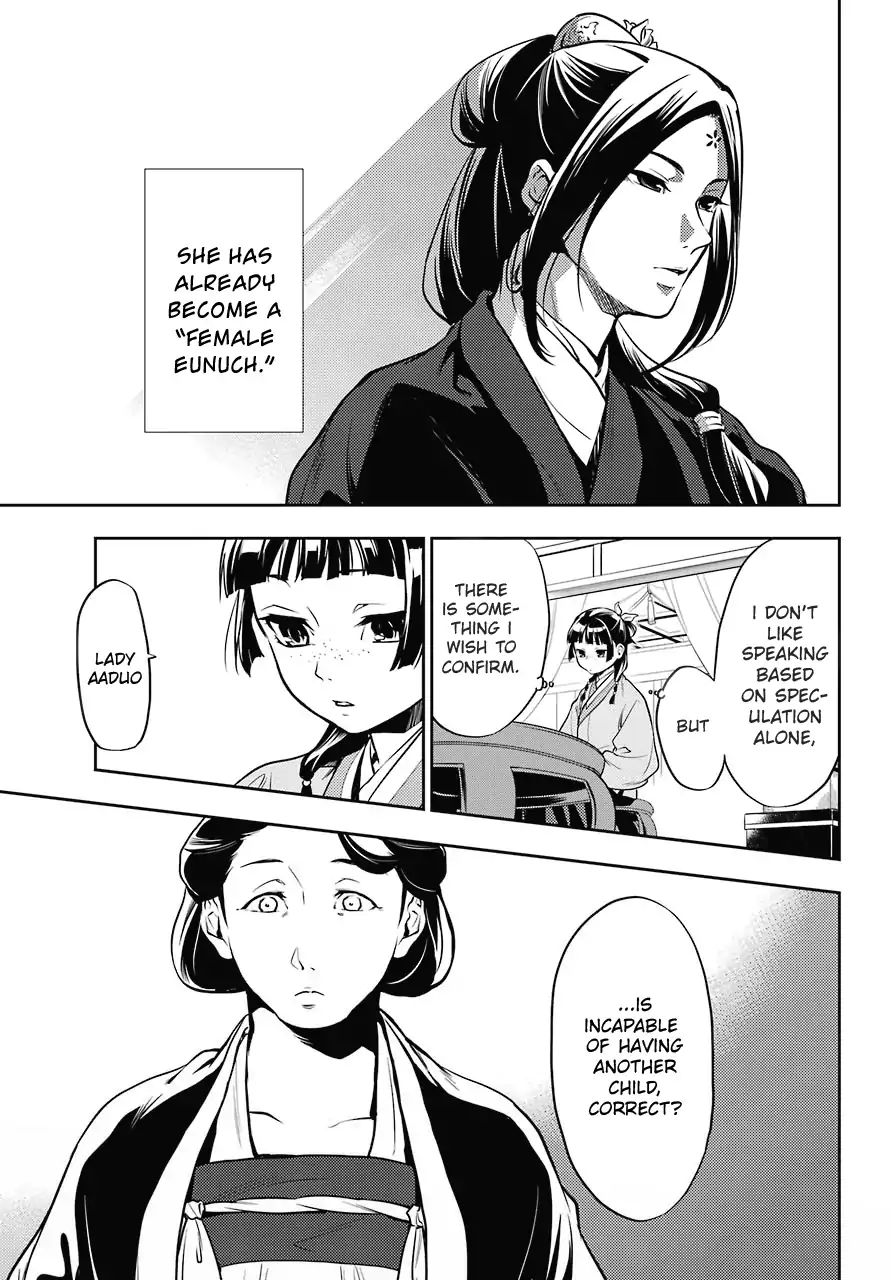 SHE HAS
ALREADY
BECOME A
"FEMALE
EUNUCH."
I DON'T
LIKE
SPEAKING
BASED
ON SPEC-
ULATION
ALONE,
BUT
THERE
IS SOME-
THING I
WISH TO
CONFIRM.
LADY
AADUO
...IS
INCAPABLE
OF HAVING
ANOTHER
CHILD,
CORRECT?